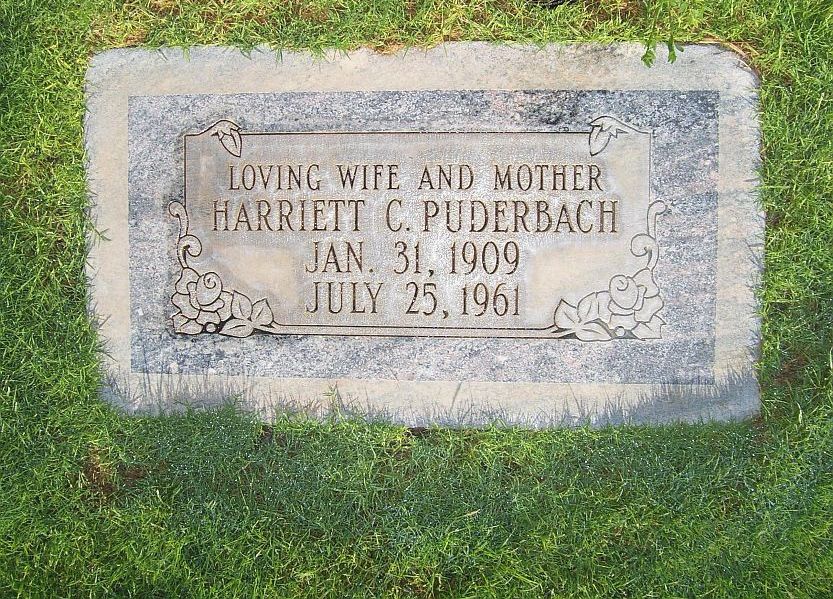 LOVING WIFE AND MOTHER
HARRIETT C. PUDERBACH
JAN. 31, 1909
JULY 25, 1961